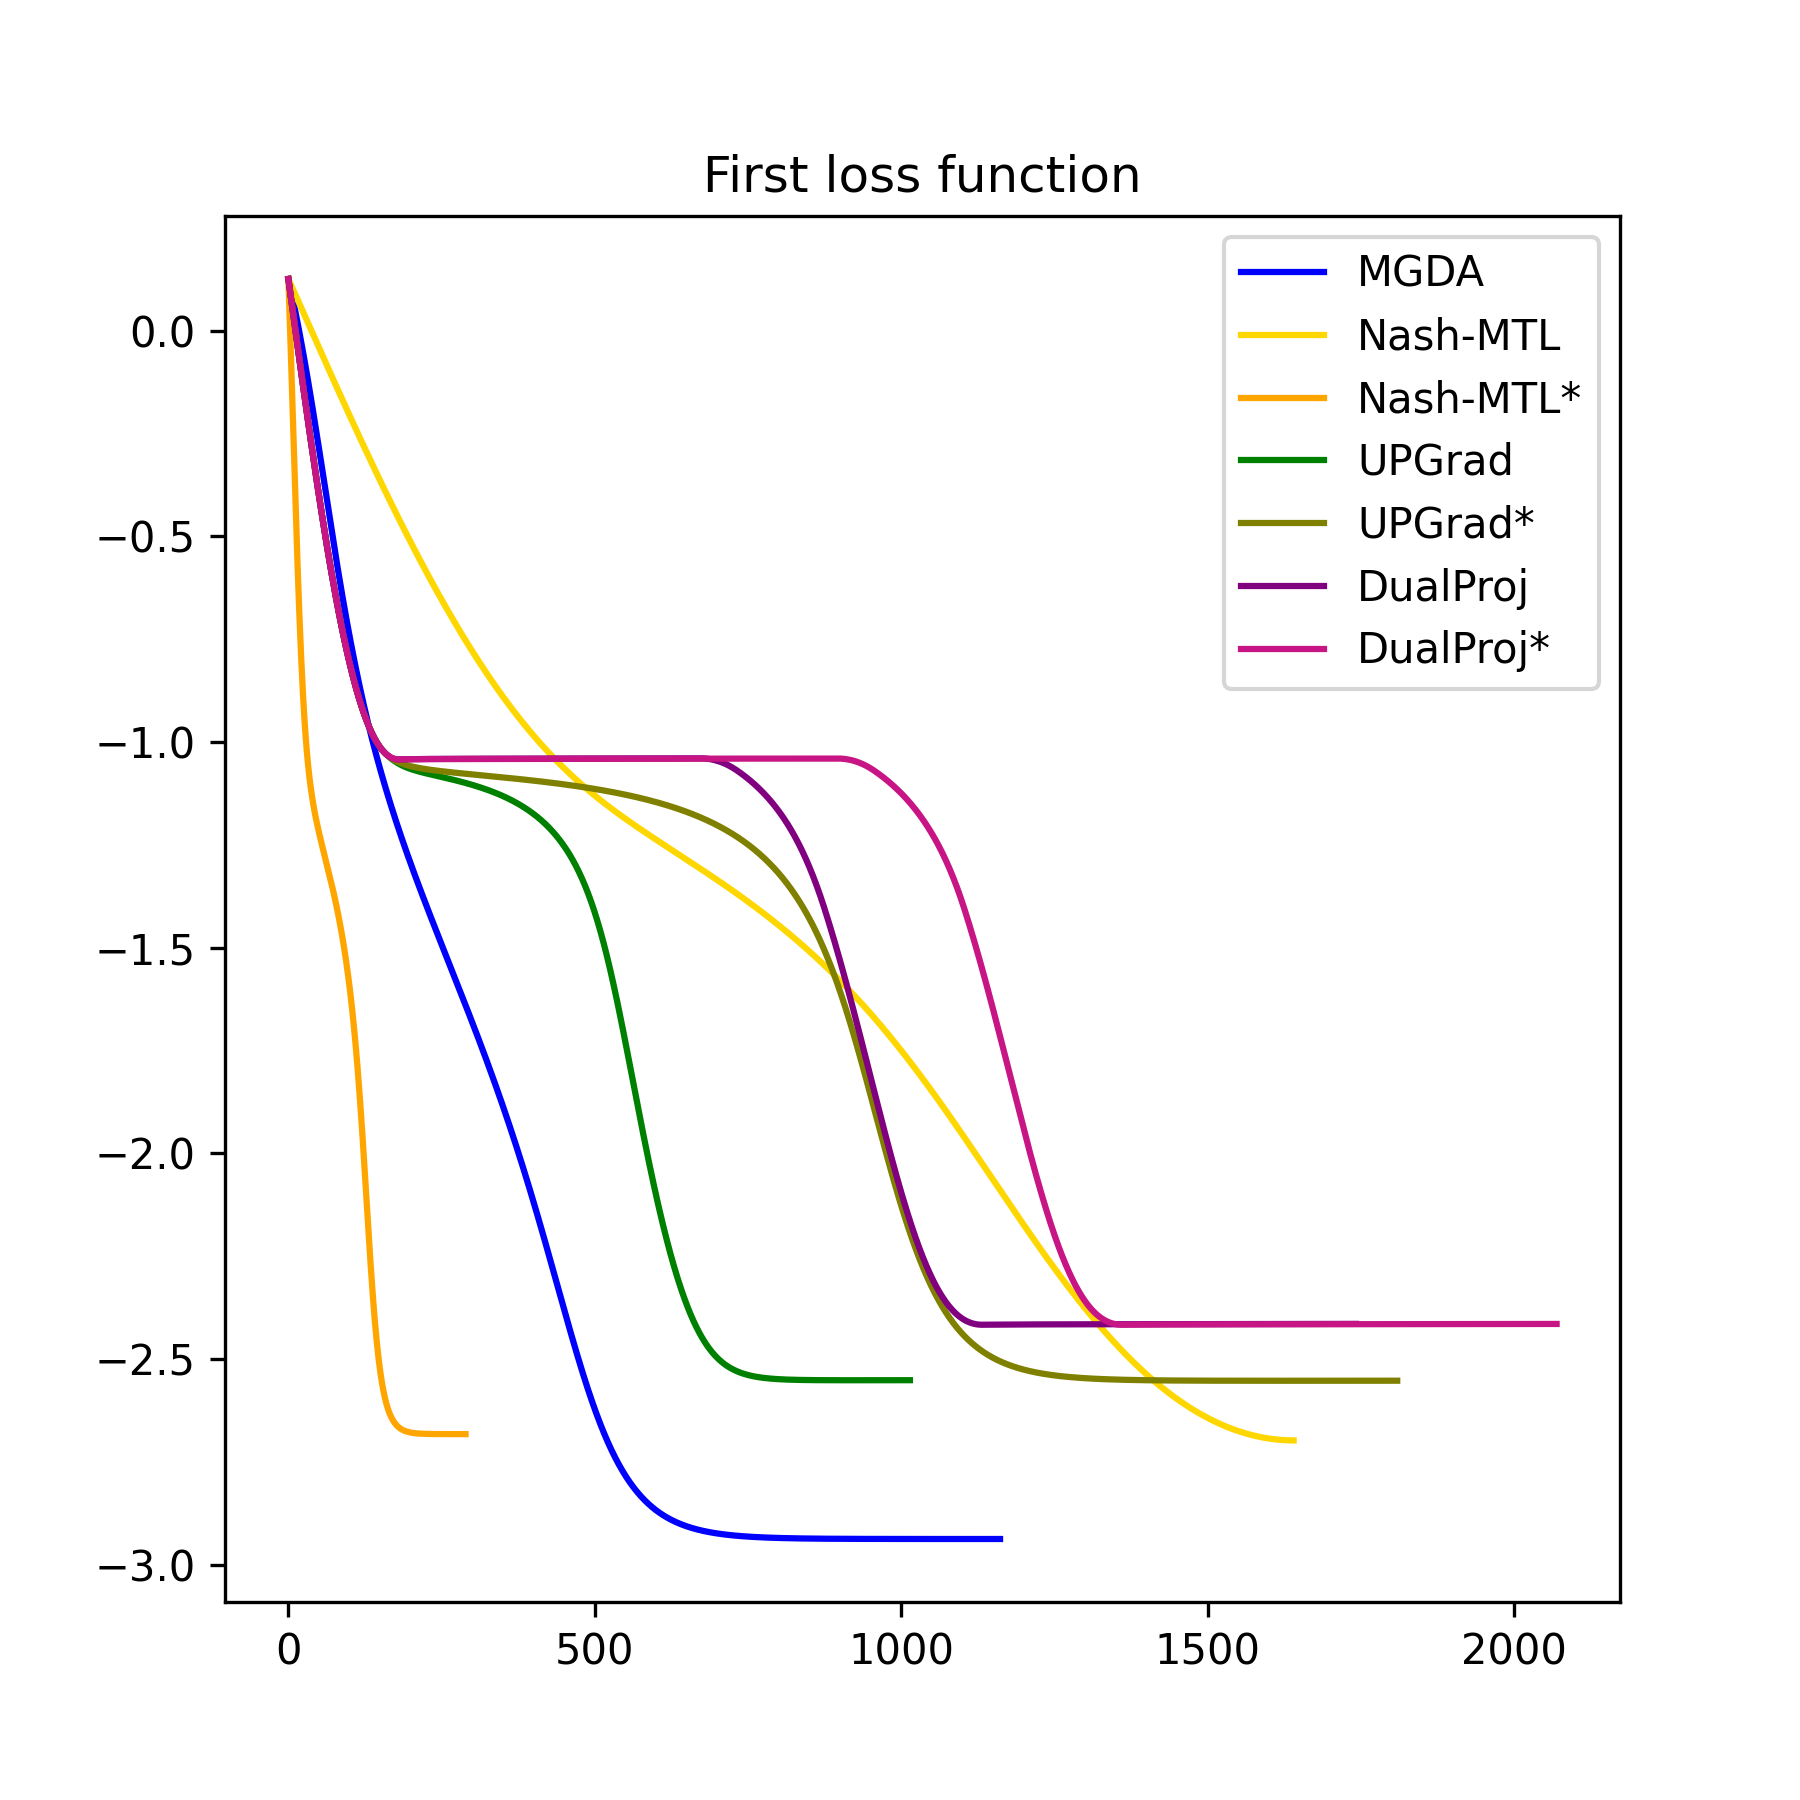 First loss function
MGDA
Nash-MTL
Nash-MTL*
UPGrad
UPGrad*
DualProj
DualProj*
0.0
−0.5
−1.0
−1.5
−2.0
−2.5
−3.0
0 500 1000 1500 2000